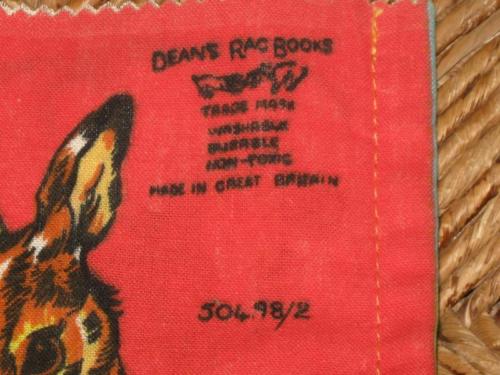 DEAN'S RAG BOOKS
TRADE MARK
WASHABLE
DURABLE
NON-TOXIC
MADE IN GREAT BRITAIN
504.98/2